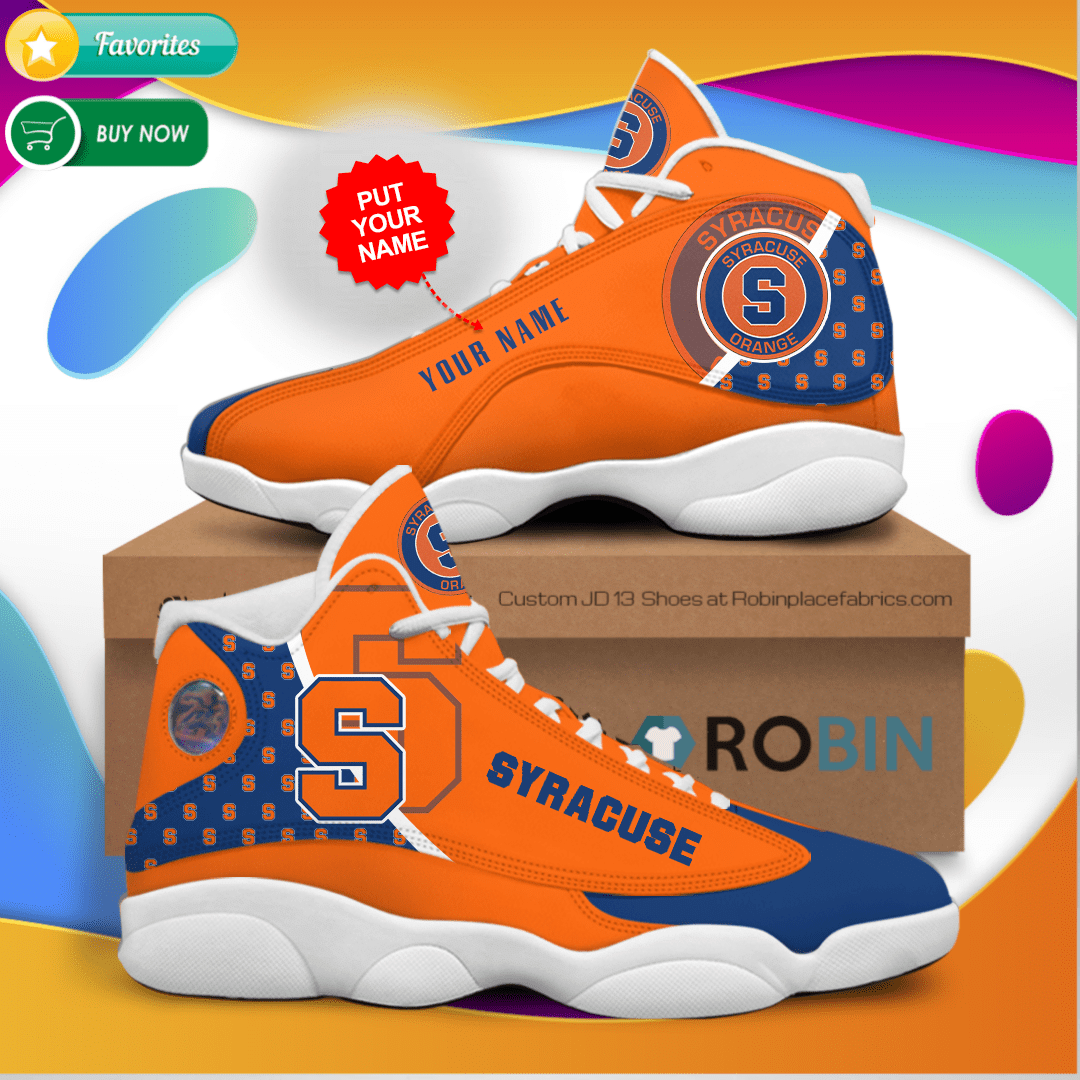 Favorites
BUY NOW
PUT
YOUR
NAME
YOUR NAME
SYRACUSE
S
SYRACUS
SYRACUSE
S
ORANGE
S
SYRACUSE
Custom JD 13 Shoes at Robinplacefabrics.com
ROBIN